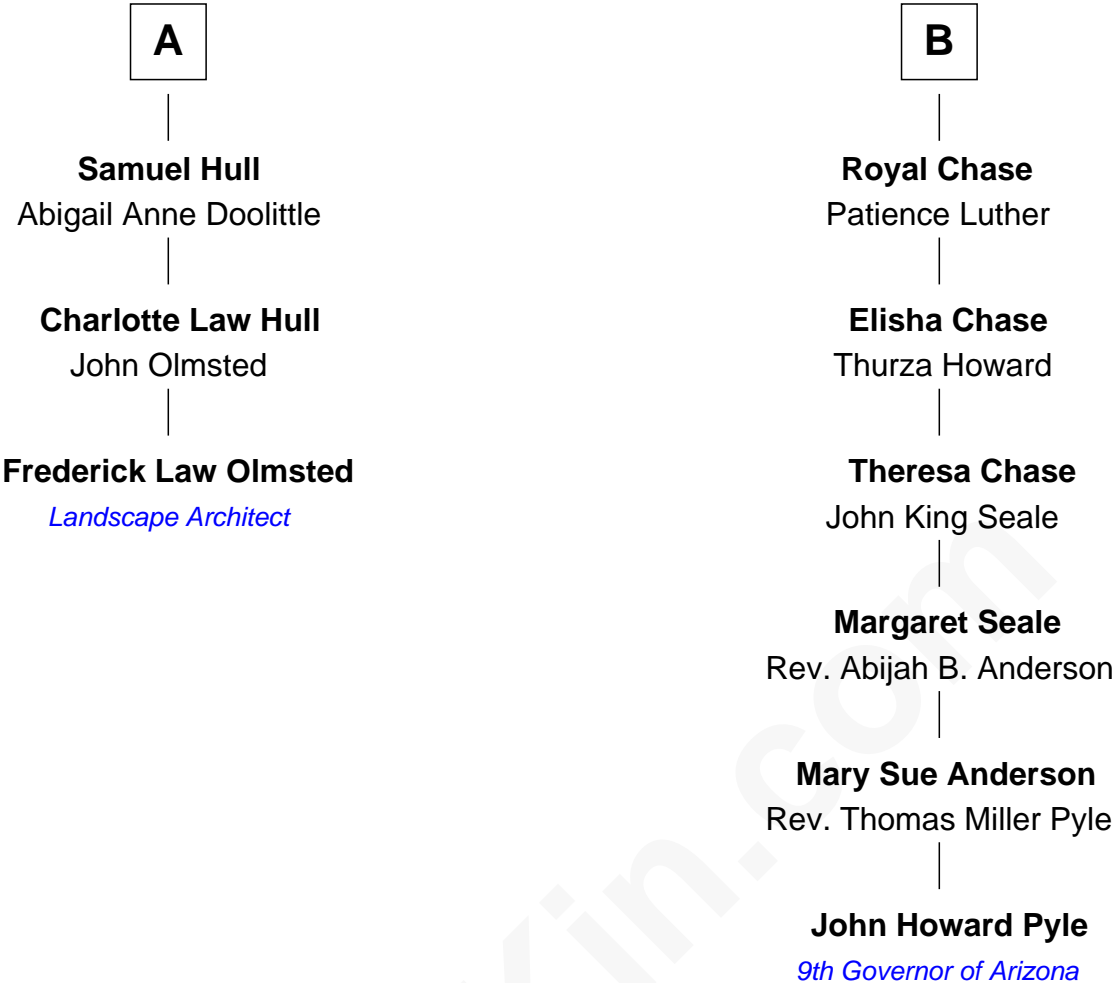 A
Samuel Hull
Abigail Anne Doolittle
Charlotte Law Hull
John Olmsted
Frederick Law Olmsted
Landscape Architect
B
Royal Chase
Patience Luther
Elisha Chase
Thurza Howard
Theresa Chase
John King Seale
Margaret Seale
Rev. Abijah B. Anderson
Mary Sue Anderson
Rev. Thomas Miller Pyle
John Howard Pyle
9th Governor of Arizona